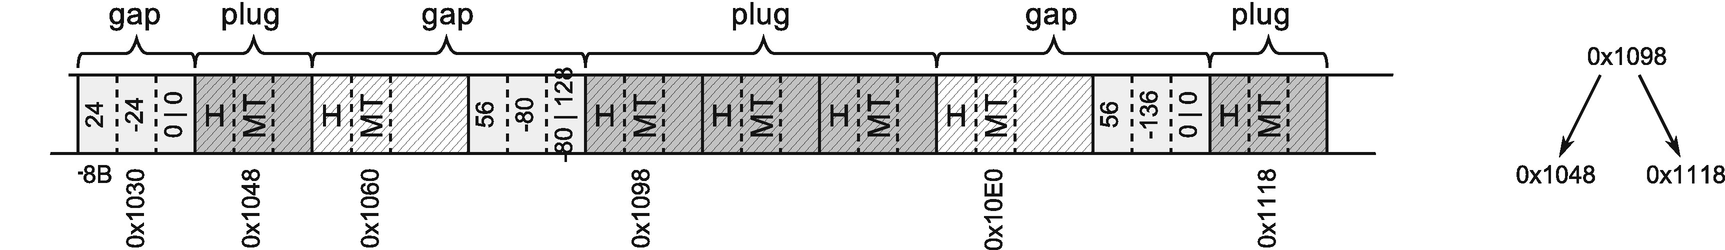 gap plug gap plug gap plug
24 -24 0 | 0 H MT H MT 56 -80 -80 | 128 H MT H MT H MT H MT 56 -136 0 | 0 H MT
-8B 0x1030 0x1048 0x1060 0x1098 0x10E0 0x1118
0x1098
0x1048 0x1118